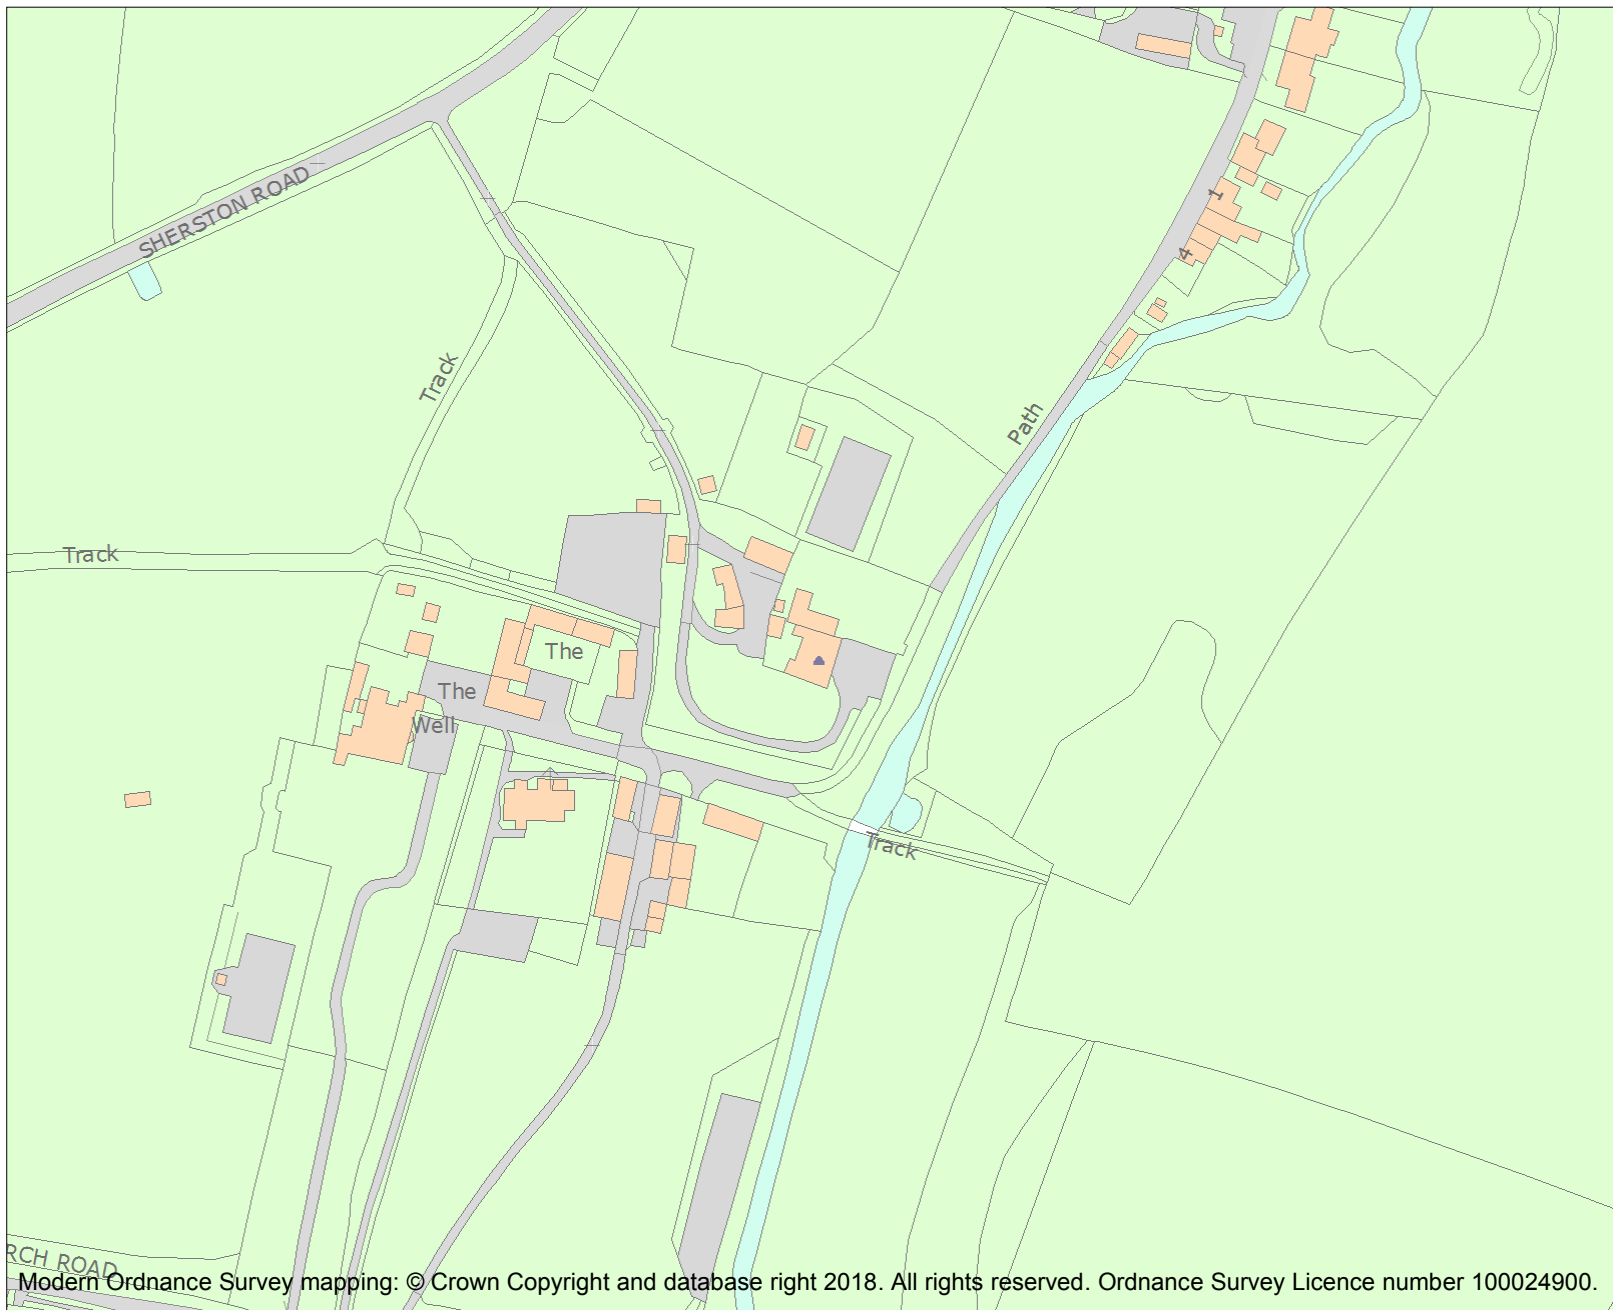 1
SHERSTON ROAD
4
Track
Path
Track
The
The
Well
Track
RCH ROAD
Modern Ordnance Survey mapping: © Crown Copyright and database right 2018. All rights reserved. Ordnance Survey Licence number 100024900.